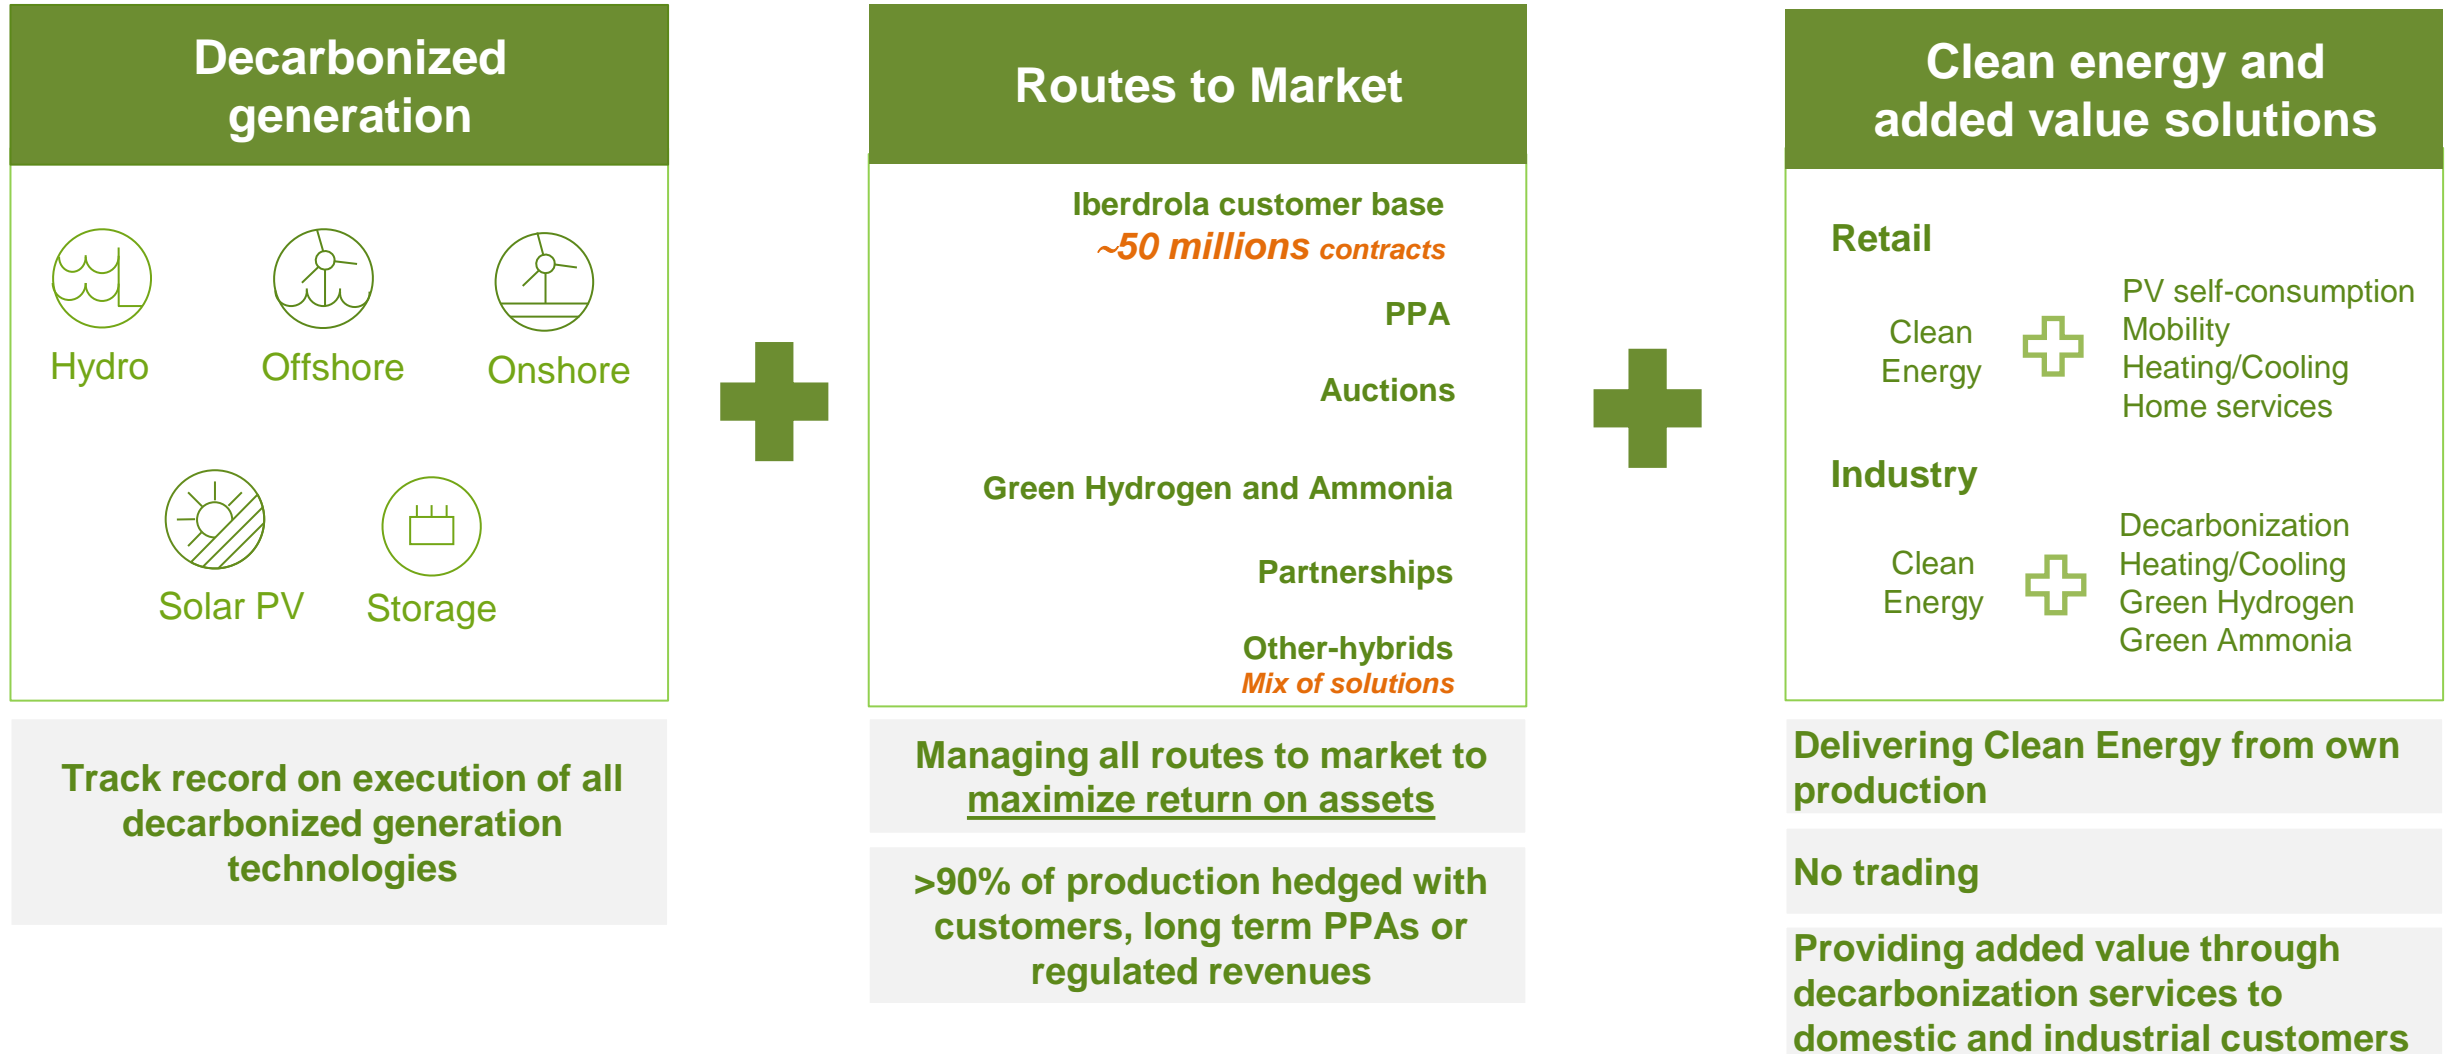 Decarbonized
generation
Hydro
Offshore
Onshore
Solar PV
Storage
Track record on execution of all
decarbonized generation
technologies
Routes to Market
Iberdrola customer base
~50 millions contracts
PPA
Auctions
Green Hydrogen and Ammonia
Partnerships
Other-hybrids
Mix of solutions
Managing all routes to market to
maximize return on assets
>90% of production hedged with
customers, long term PPAs or
regulated revenues
Clean energy and
added value solutions
Retail
Clean
Energy
PV self-consumption
Mobility
Heating/Cooling
Home services
Industry
Clean
Energy
Decarbonization
Heating/Cooling
Green Hydrogen
Green Ammonia
Delivering Clean Energy from own
production
No trading
Providing added value through
decarbonization services to
domestic and industrial customers